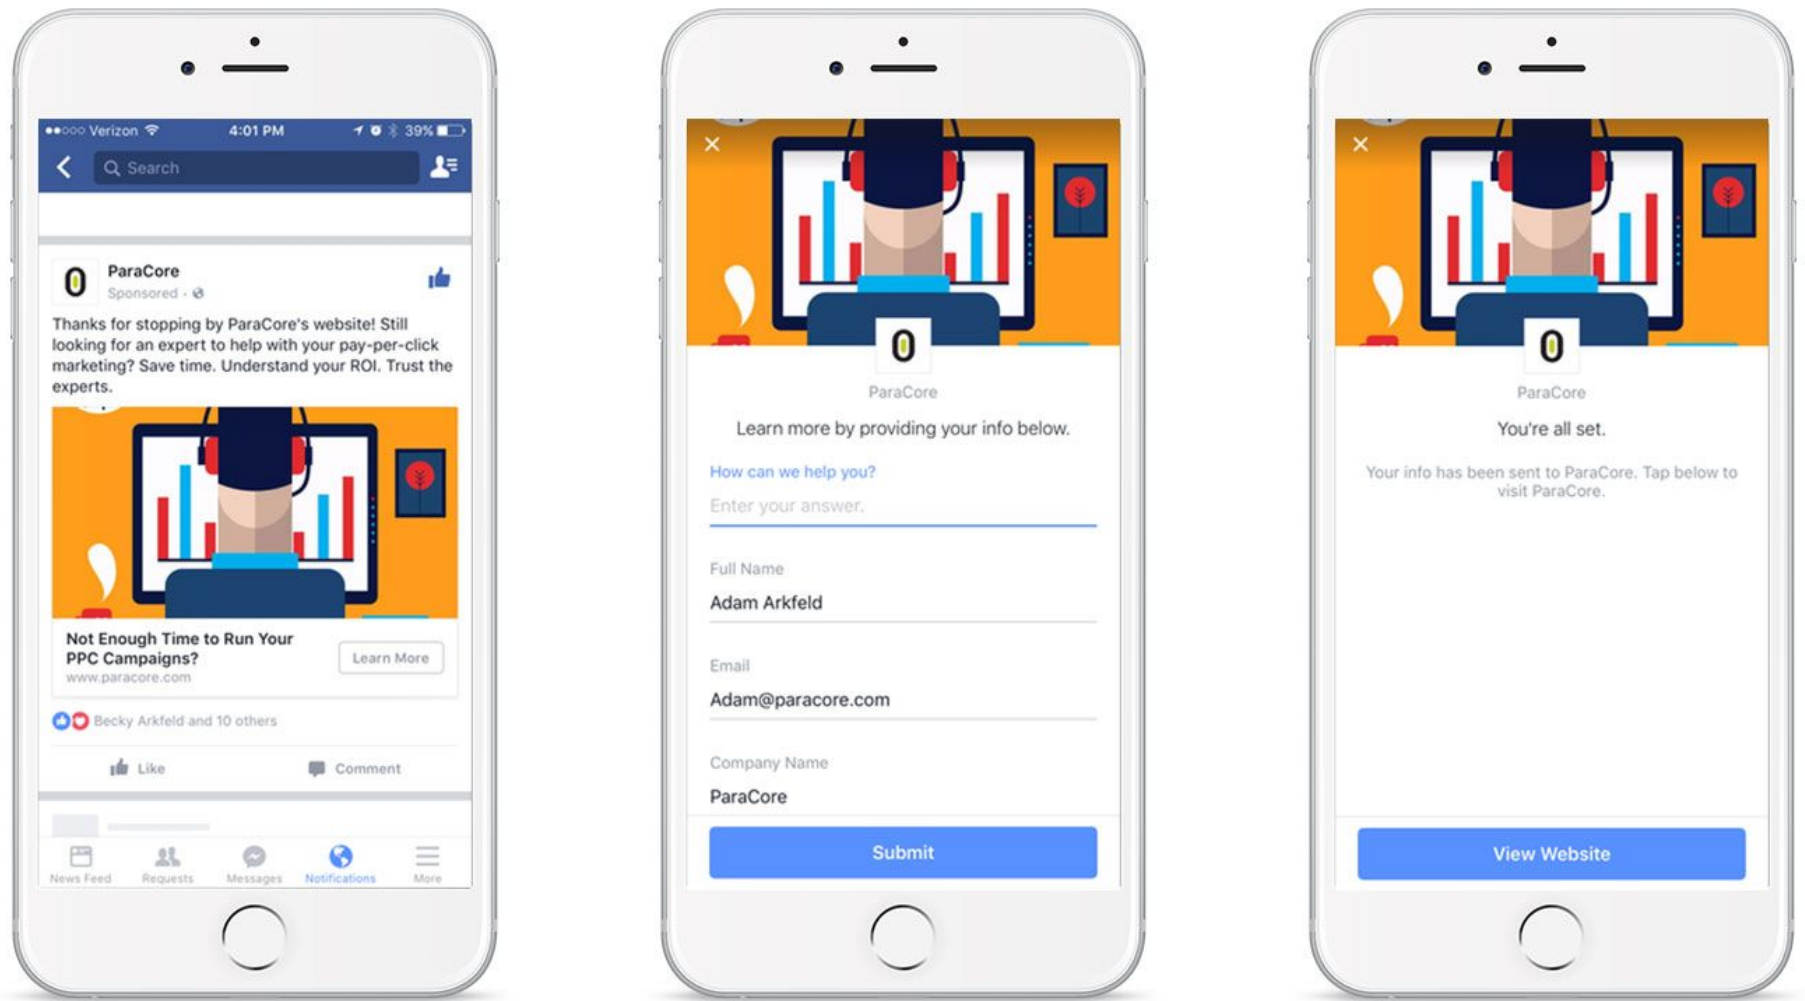 Verizon 4:01 PM 39%
Search
ParaCore
Sponsored
Thanks for stopping by ParaCore's website! Still
looking for an expert to help with your pay-per-click
marketing? Save time. Understand your ROI. Trust the
experts.
Not Enough Time to Run Your
PPC Campaigns?
www.paracore.com
Learn More
Becky Arkfeld and 10 others
Like Comment
News Feed Requests Messages Notifications More
ParaCore
Learn more by providing your info below.
How can we help you?
Enter your answer.
Full Name
Adam Arkfeld
Email
Adam@paracore.com
Company Name
ParaCore
Submit
ParaCore
You're all set.
Your info has been sent to ParaCore. Tap below to
visit ParaCore.
View Website